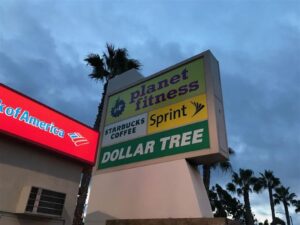 k of America
planet
fitness
STARBUCKS
COFFEE
Sprint
DOLLAR TREE